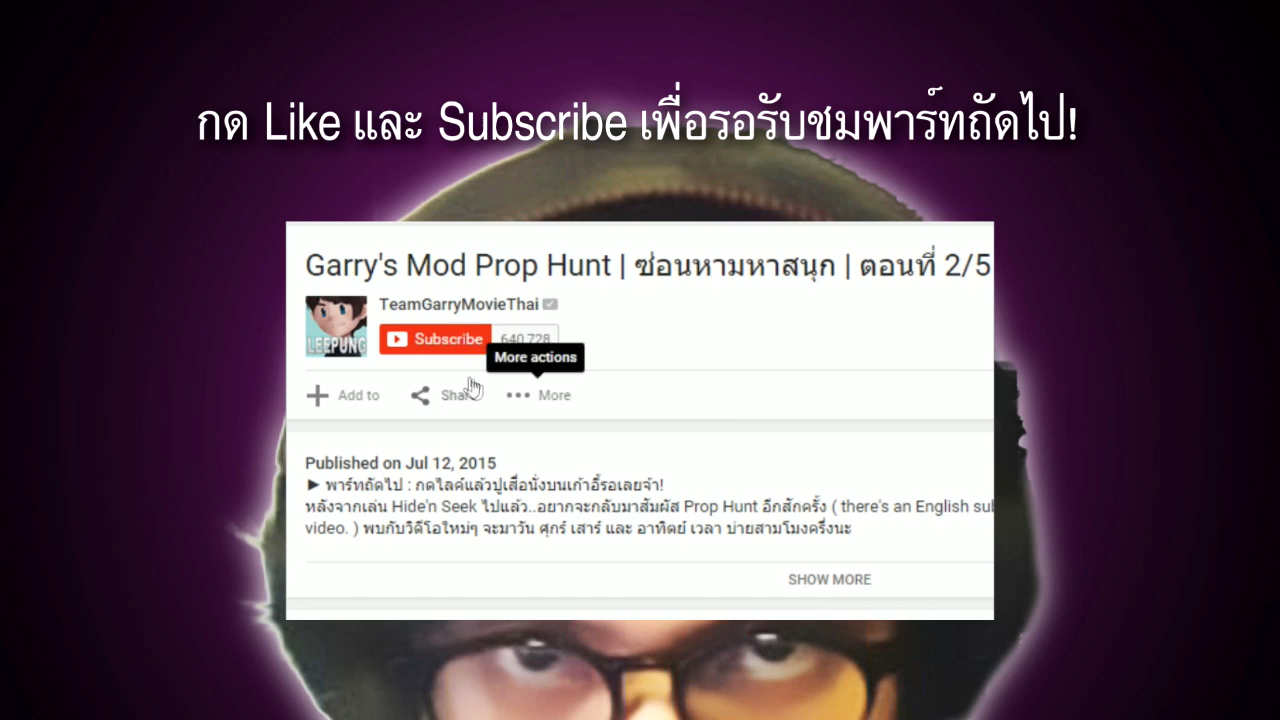 กด Like และ Subscribe เพื่อรอรับชมพาร์ทถัดไป!
Garry's Mod Prop Hunt | ซ่อนหามหาสนุก | ตอนที่ 2/5
TeamGarryMovieThai
LEEPUNG
Subscribe 640,728
More actions
Add to Share More
Published on Jul 12, 2015
► พาร์ทถัดไป : กดไลค์แล้วปูเสื่อนั่งบนเก้าอี้รอเลยจ้า!
หลังจากเล่น Hide'n Seek ไปแล้ว..อยากจะกลับมาสัมผัส Prop Hunt อีกสักครั้ง ( there's an English sub
video. ) พบกับวิดีโอใหม่ๆ จะมาวัน ศุกร์ เสาร์ และ อาทิตย์ เวลา บ่ายสามโมงครึ่งนะ
SHOW MORE